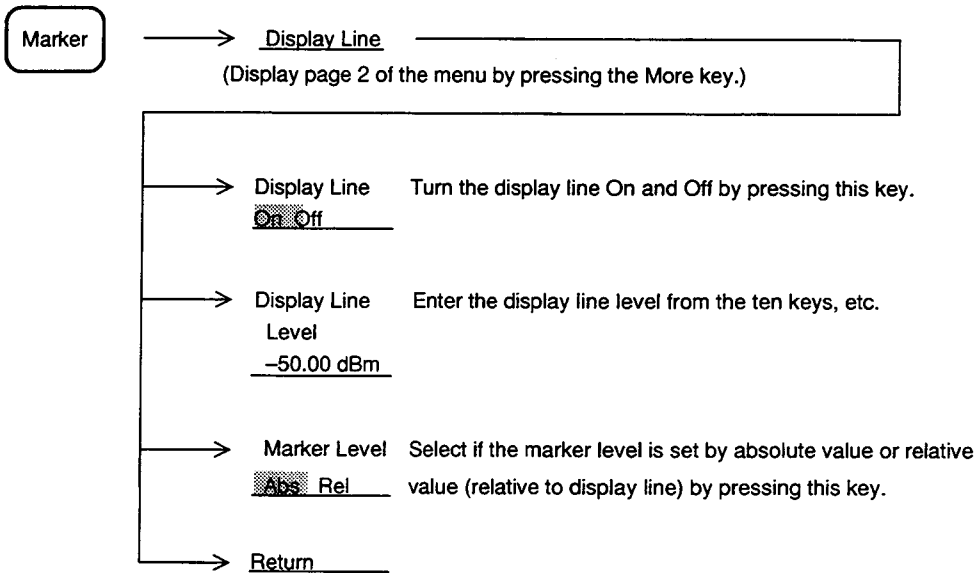 Marker Display Line
(Display page 2 of the menu by pressing the More key.)
Display Line Turn the display line On and Off by pressing this key.
On Off
Display Line Enter the display line level from the ten keys, etc.
Level
–50.00 dBm
Marker Level Select if the marker level is set by absolute value or relative
Abs Rel value (relative to display line) by pressing this key.
Return